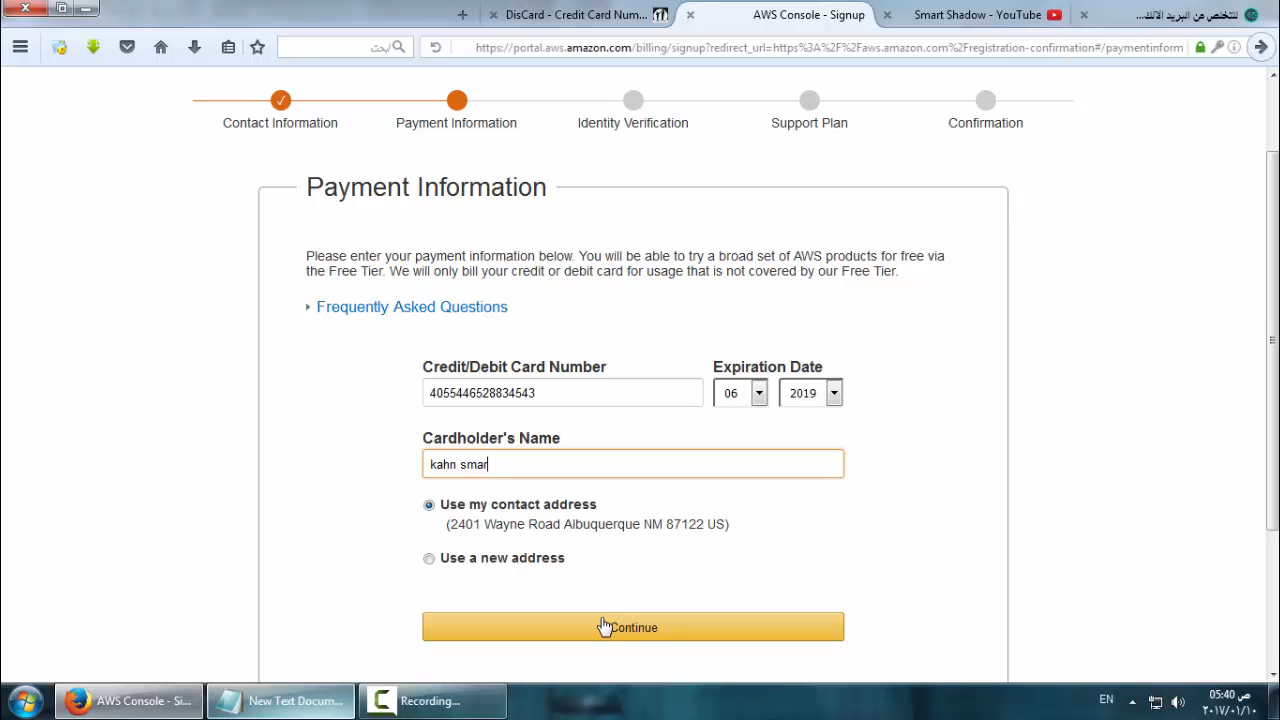 DisCard - Credit Card Num...
AWS Console - Signup
Smart Shadow - YouTube
للتخلص من البريد الالك...
بحث
https://portal.aws.amazon.com/billing/signup?redirect_url=https%3A%2F%2Faws.amazon.com%2Fregistration-confirmation#/paymentinform
Contact Information
Payment Information
Identity Verification
Support Plan
Confirmation
Payment Information
Please enter your payment information below. You will be able to try a broad set of AWS products for free via
the Free Tier. We will only bill your credit or debit card for usage that is not covered by our Free Tier.
Frequently Asked Questions
Credit/Debit Card Number
Expiration Date
4055446528834543
06
2019
Cardholder's Name
kahn smar
Use my contact address
(2401 Wayne Road Albuquerque NM 87122 US)
Use a new address
Continue
AWS Console - Si...
New Text Docum...
Recording...
EN
05:40 ص
٢٠١٧/٠١/١٠